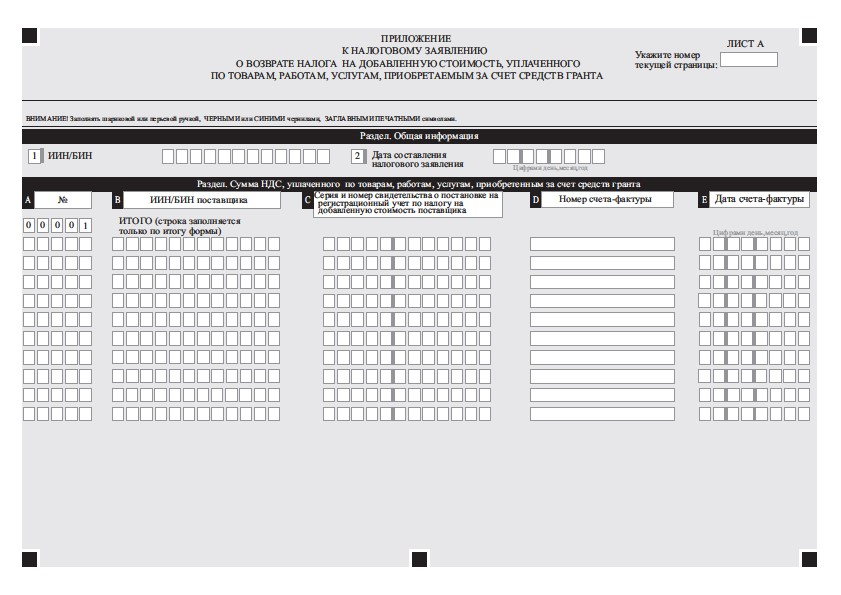 ПРИЛОЖЕНИЕ
К НАЛОГОВОМУ ЗАЯВЛЕНИЮ
О ВОЗВРАТЕ НАЛОГА НА ДОБАВЛЕННУЮ СТОИМОСТЬ, УПЛАЧЕННОГО
ПО ТОВАРАМ, РАБОТАМ, УСЛУГАМ, ПРИОБРЕТАЕМЫМ ЗА СЧЕТ СРЕДСТВ ГРАНТА
ЛИСТ А
Укажите номер
текущей страницы:
ВНИМАНИЕ! Заполнять шариковой или перьевой ручкой, ЧЕРНЫМИ или СИНИМИ чернилами, ЗАГЛАВНЫМИ ПЕЧАТНЫМИ символами.
Раздел. Общая информация
1 ИИН/БИН
2 Дата составления
налогового заявления
Цифрами день,месяц,год
Раздел. Сумма НДС, уплаченного по товарам, работам, услугам, приобретенным за счет средств гранта
A №
B ИИН/БИН поставщика
C Серия и номер свидетельства о постановке на
регистрационный учет по налогу на
добавленную стоимость поставщика
D Номер счета-фактуры
E Дата счета-фактуры
0 0 0 0 1
ИТОГО (строка заполняется
только по итогу формы)
Цифрами день,месяц,год